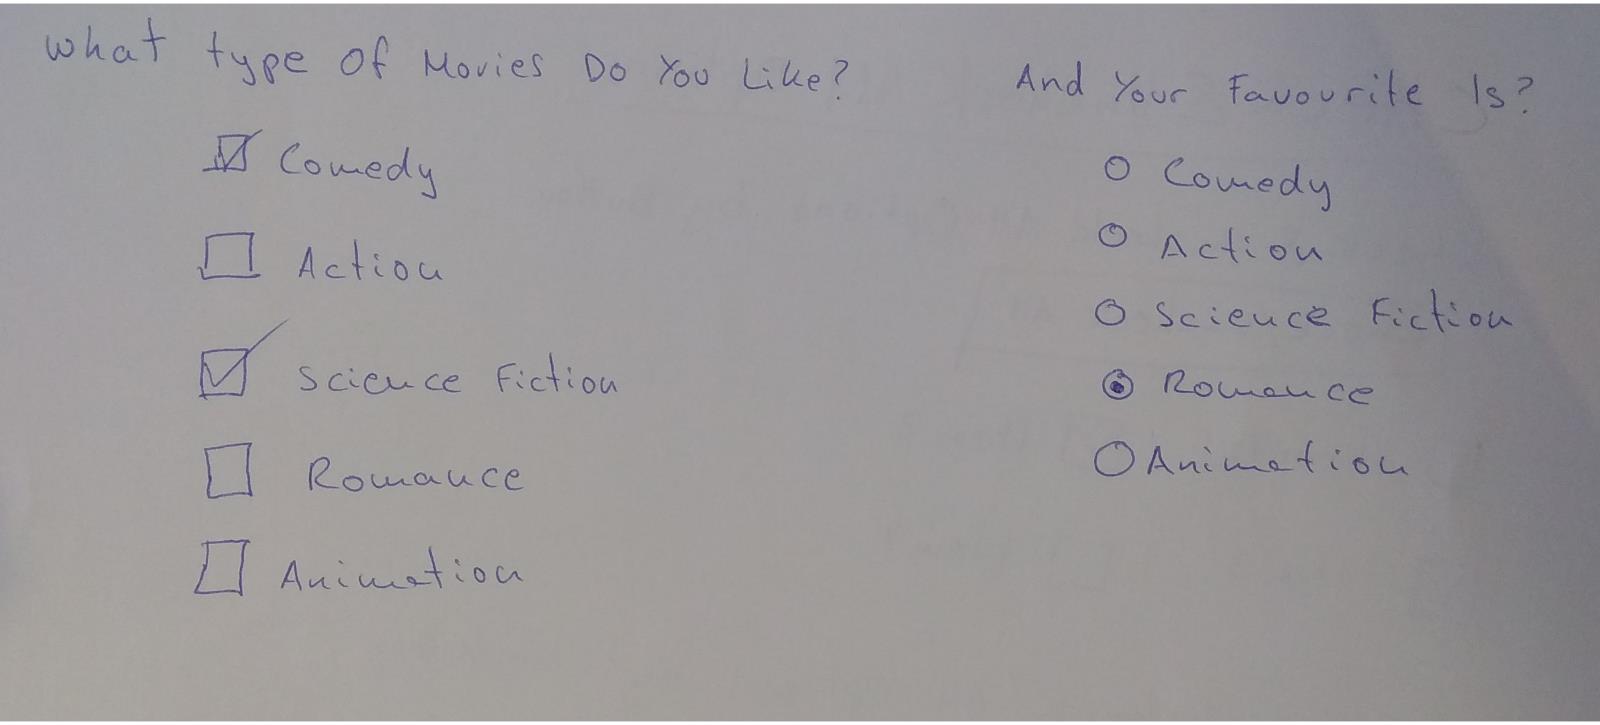 What type Of Movies Do You Like?
Comedy
Action
Science Fiction
Romance
Animation
And Your Favourite Is?
Comedy
Action
Science Fiction
Romance
Animation